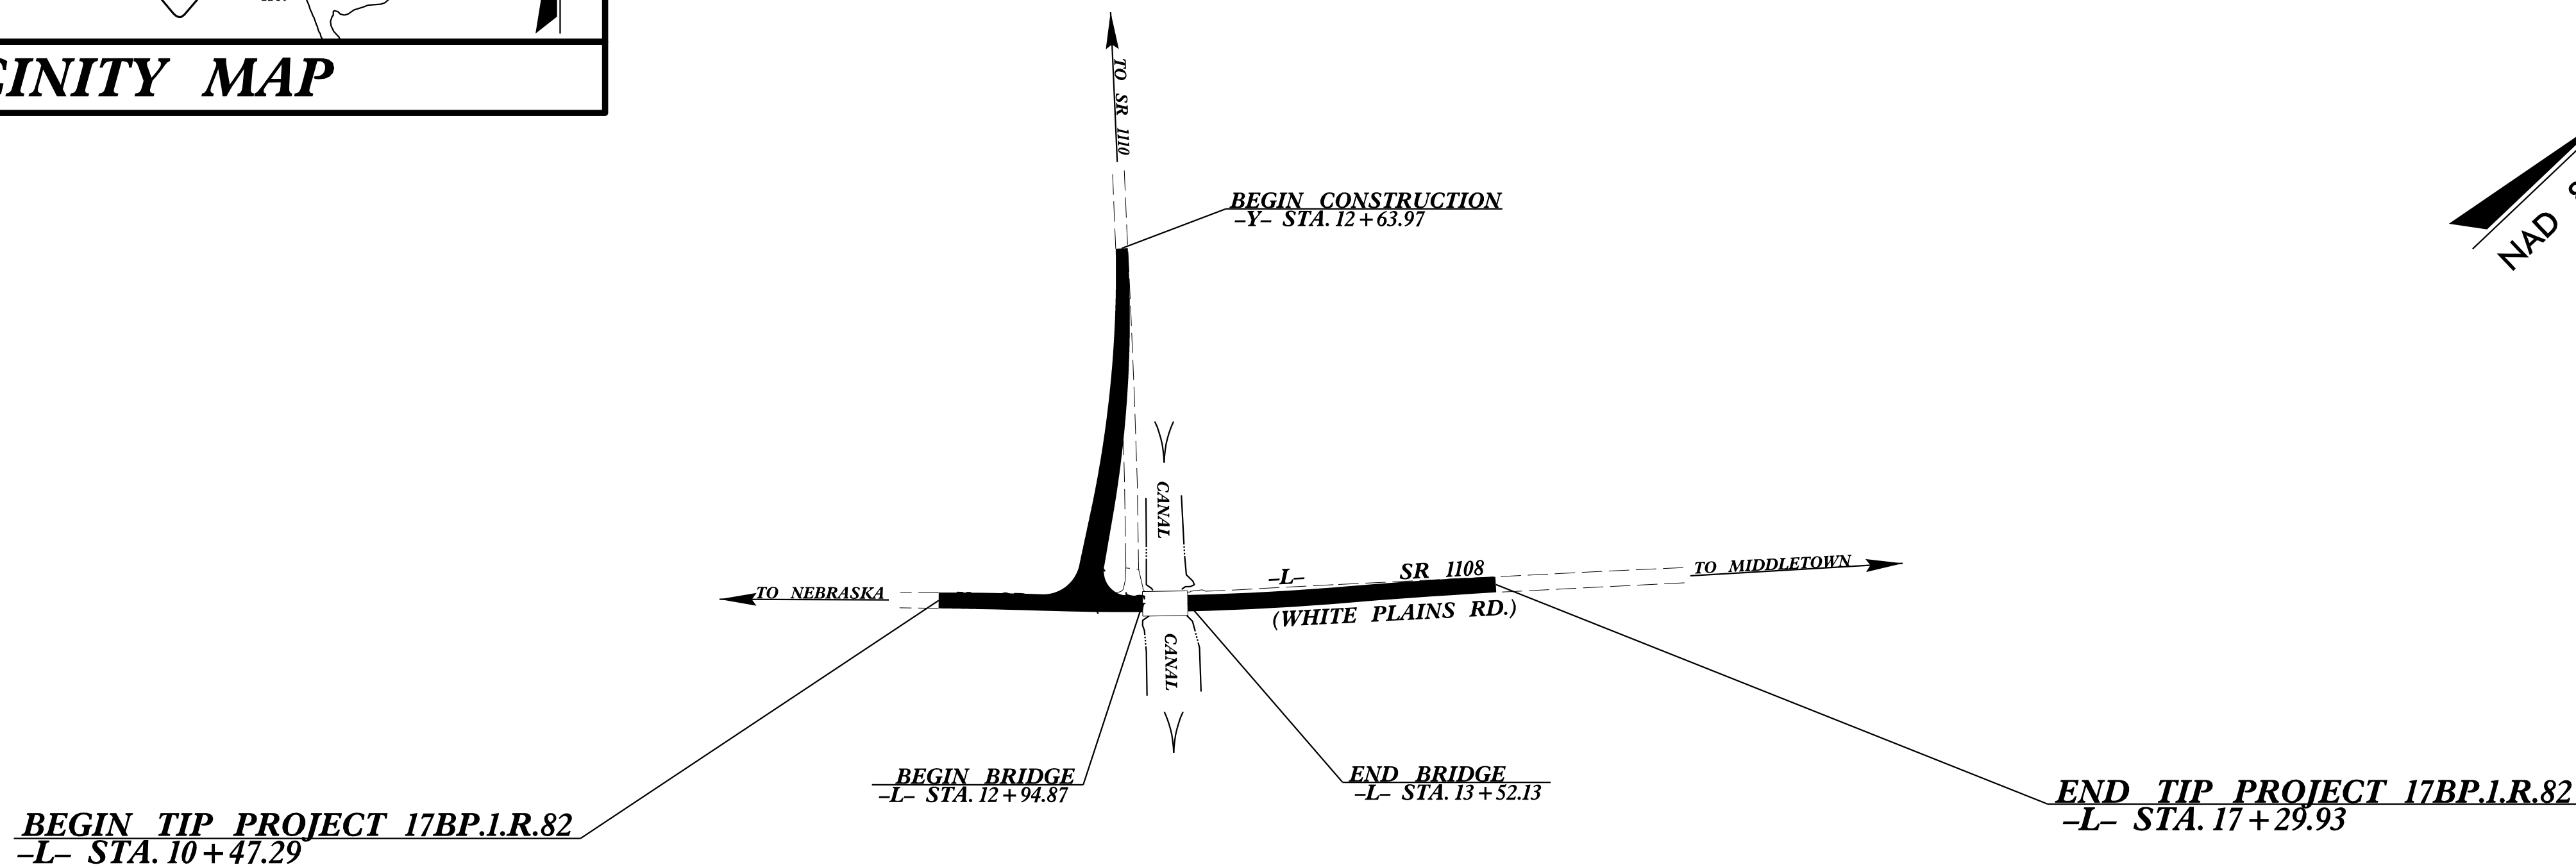 VICINITY MAP
TO SR 1110
BEGIN CONSTRUCTION
-Y- STA. 12+63.97
NAD
CANAL
-L- SR 1108
TO MIDDLETOWN
TO NEBRASKA
(WHITE PLAINS RD.)
CANAL
BEGIN BRIDGE
-L- STA. 12+94.87
END BRIDGE
-L- STA. 13+52.13
END TIP PROJECT 17BP.1.R.82
-L- STA. 17+29.93
BEGIN TIP PROJECT 17BP.1.R.82
-L- STA. 10+47.29